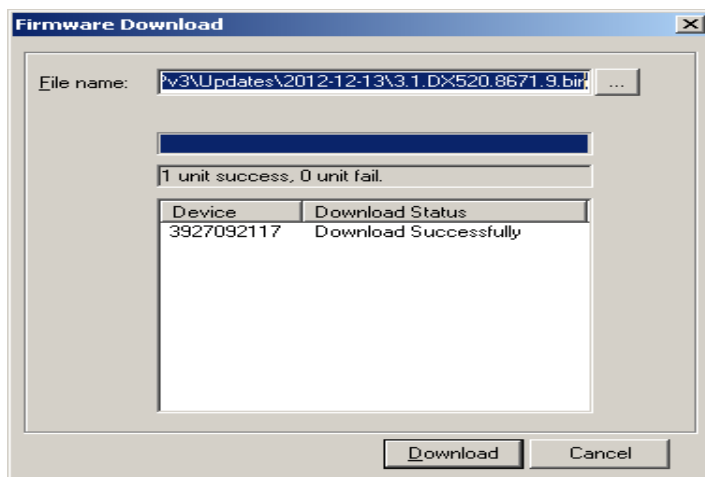 Firmware Download
File name: ?v3\Updates\2012-12-13\3.1.DX520.8671.9.bin ...
1 unit success, 0 unit fail.
Device Download Status
3927092117 Download Successfully
Download Cancel